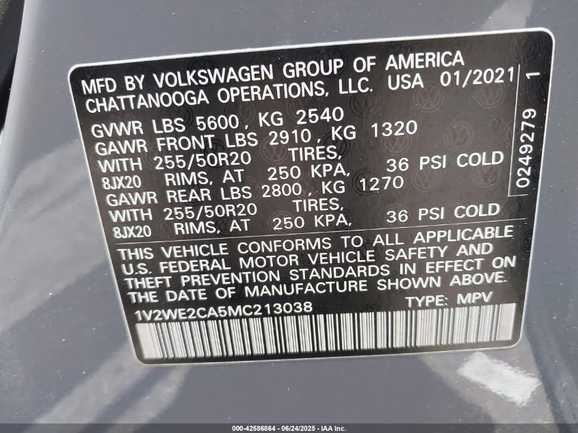 MFD BY VOLKSWAGEN GROUP OF AMERICA
CHATTANOOGA OPERATIONS, LLC. USA 01/2021
GVWR LBS 5600, KG 2540
GAWR FRONT LBS 2910, KG 1320
WITH 255/50R20 TIRES,
8JX20 RIMS, AT 250 KPA, 36 PSI COLD
GAWR REAR LBS 2800, KG 1270
WITH 255/50R20 TIRES,
8JX20 RIMS, AT 250 KPA, 36 PSI COLD
THIS VEHICLE CONFORMS TO ALL APPLICABLE
U.S. FEDERAL MOTOR VEHICLE SAFETY AND
THEFT PREVENTION STANDARDS IN EFFECT ON
THE DATE OF MANUFACTURE SHOWN ABOVE.
1V2WE2CA5MC213038 TYPE: MPV
0249279 1
000-42586864 | 06/24/2025 | IAA Inc.